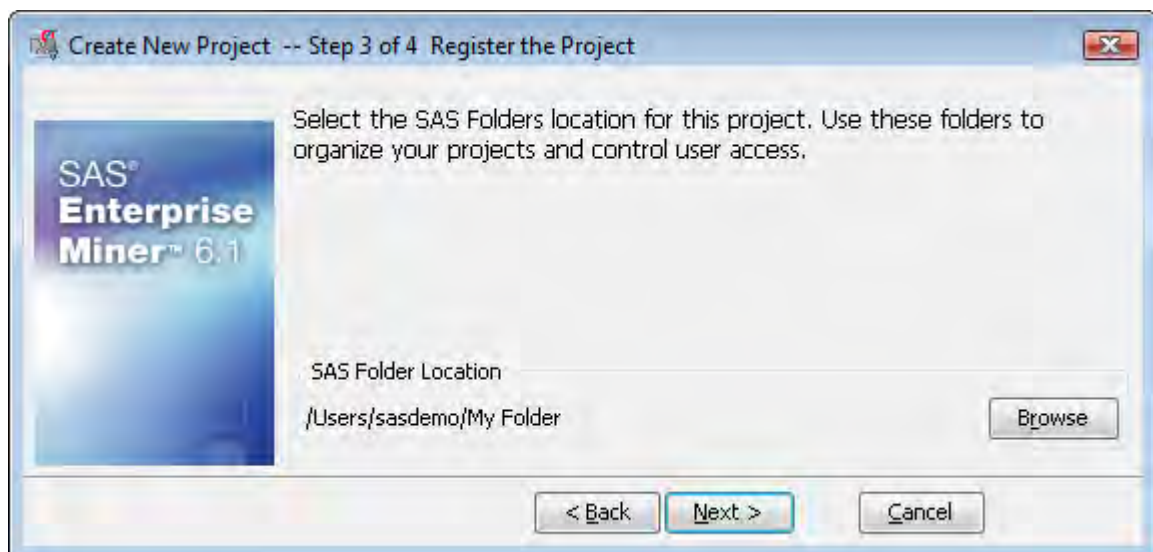 Create New Project -- Step 3 of 4 Register the Project
SAS®
Enterprise
Miner™ 6.1
Select the SAS Folders location for this project. Use these folders to
organize your projects and control user access.
SAS Folder Location
/Users/sasdemo/My Folder
Browse
< Back
Next >
Cancel